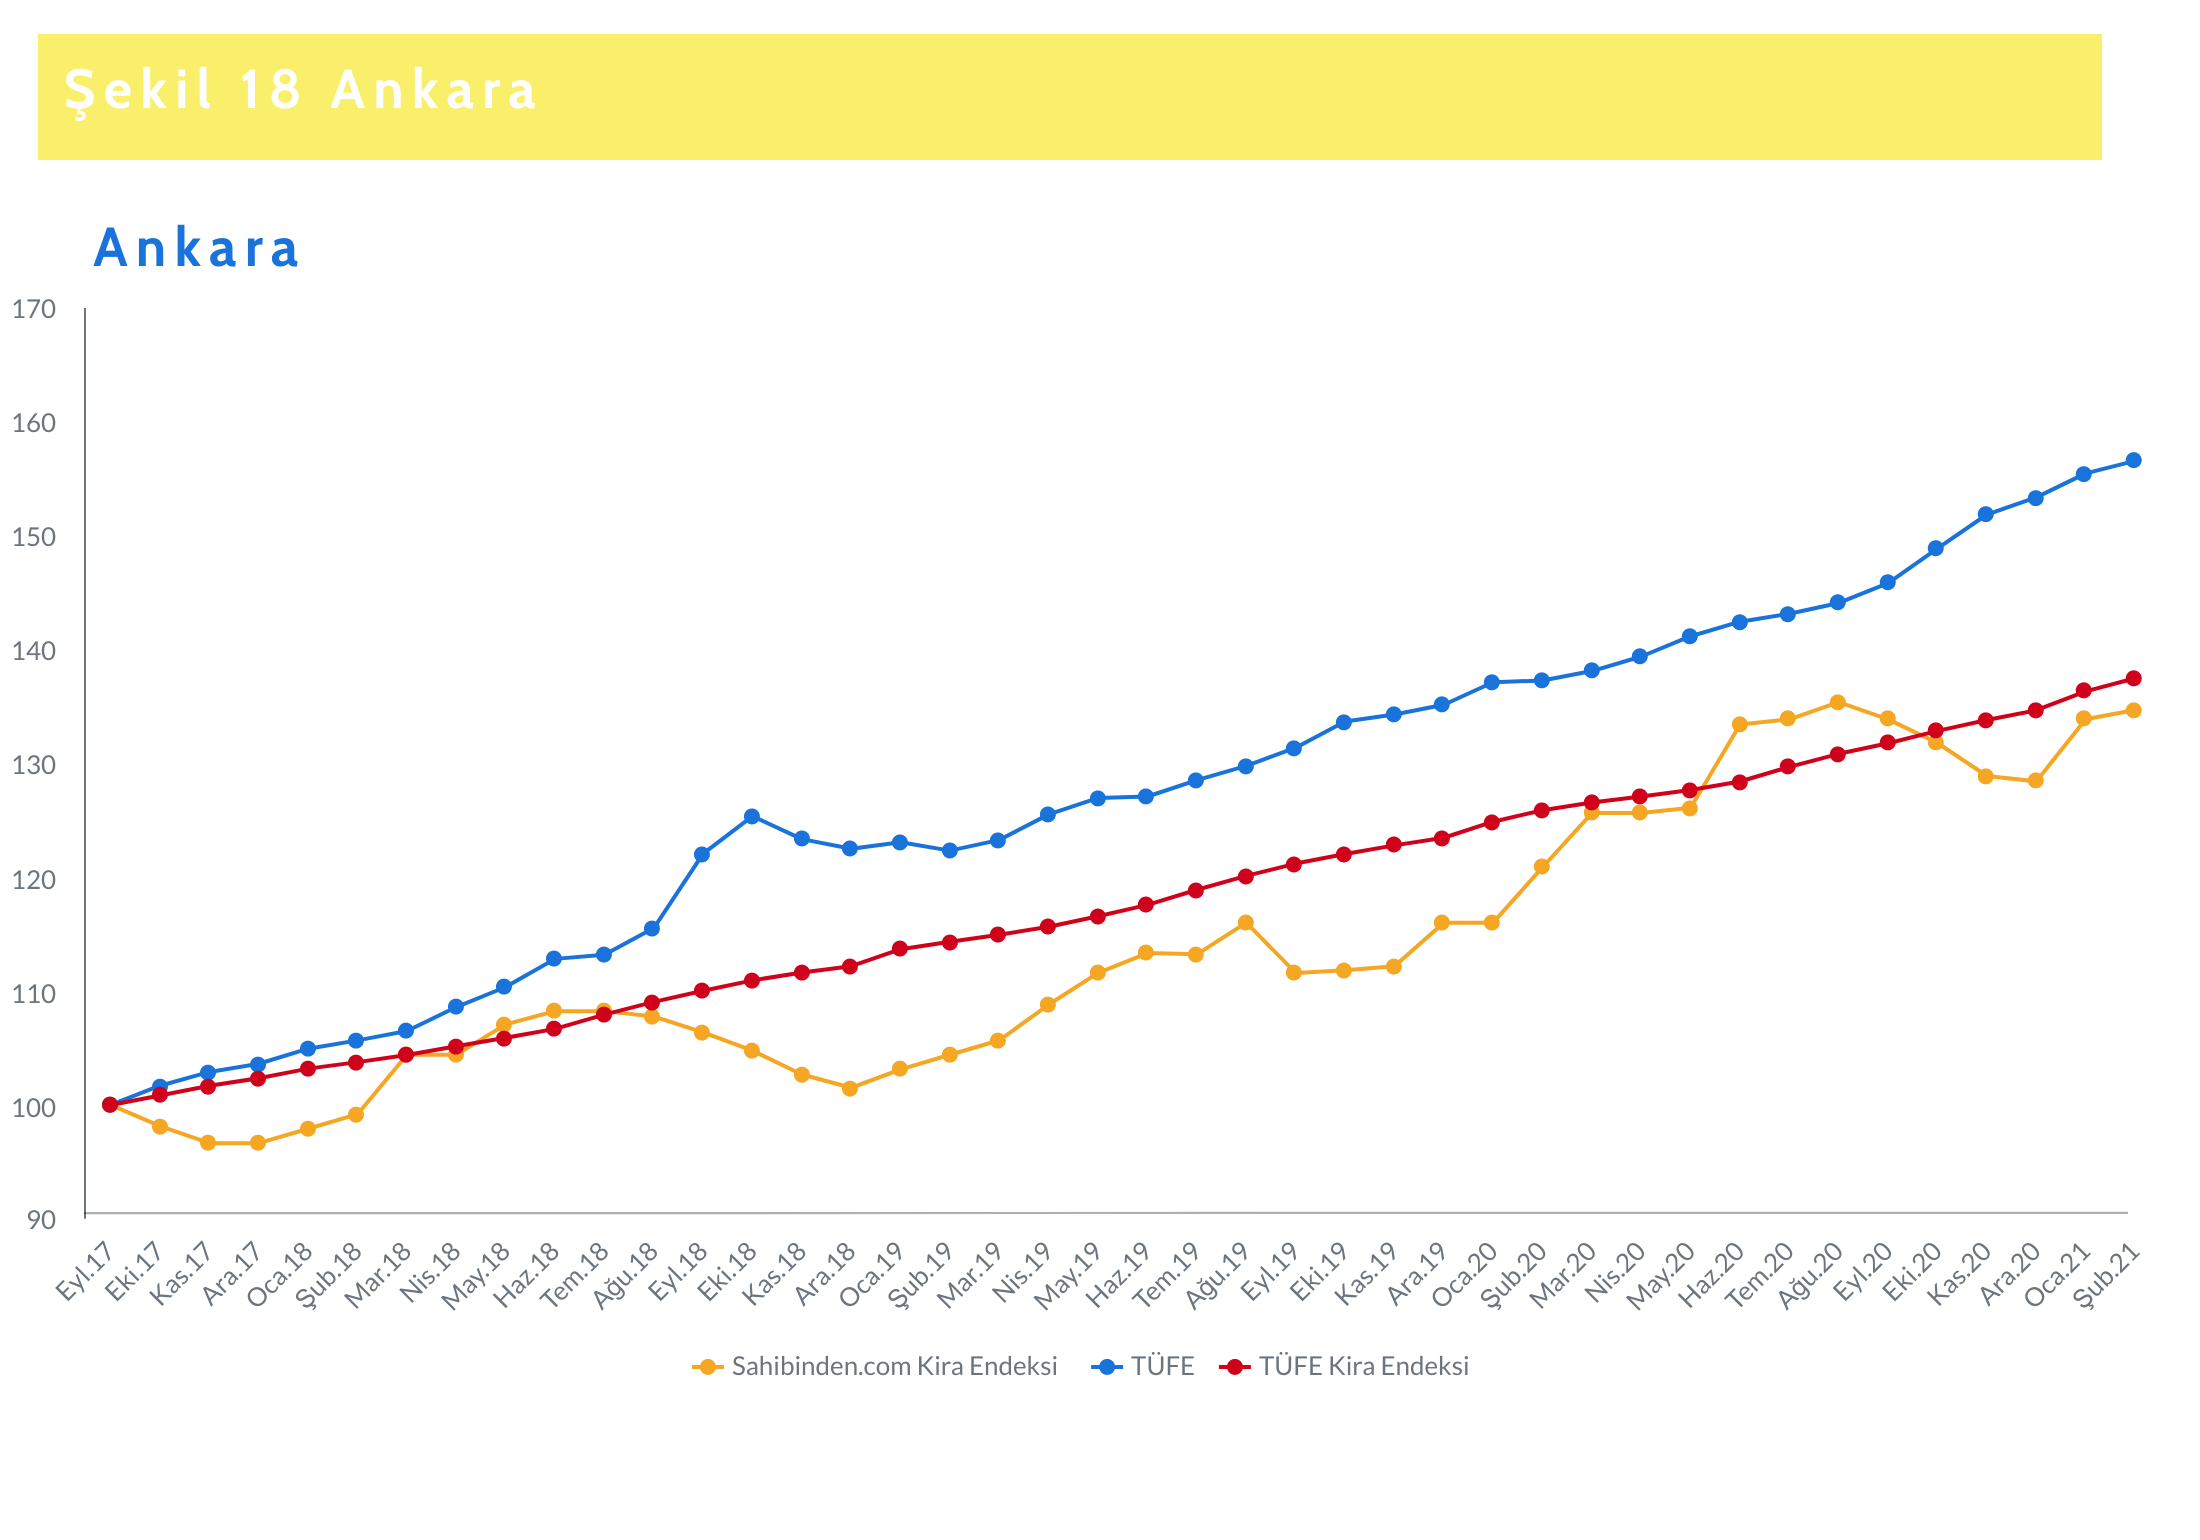 Şekil 18 Ankara
Ankara
170
160
150
140
130
120
110
100
90
Eyl.17 Eki.17 Kas.17 Ara.17 Oca.18 Şub.18 Mar.18 Nis.18 May.18 Haz.18 Tem.18 Ağu.18 Eyl.18 Eki.18 Kas.18 Ara.18 Oca.19 Şub.19 Mar.19 Nis.19 May.19 Haz.19 Tem.19 Ağu.19 Eyl.19 Eki.19 Kas.19 Ara.19 Oca.20 Şub.20 Mar.20 Nis.20 May.20 Haz.20 Tem.20 Ağu.20 Eyl.20 Eki.20 Kas.20 Ara.20 Oca.21 Şub.21
Sahibinden.com Kira Endeksi TÜFE TÜFE Kira Endeksi